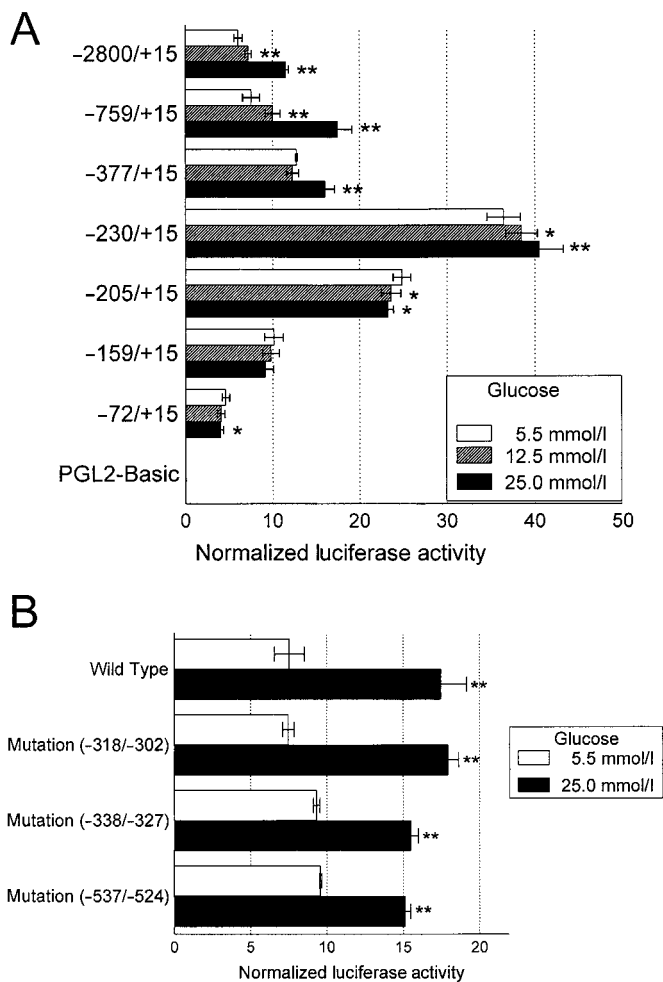 A
−2800/+15
**
**
−759/+15
**
**
−377/+15
**
−230/+15
*
**
−205/+15
*
*
−159/+15
−72/+15
*
PGL2-Basic
Glucose
5.5 mmol/l
12.5 mmol/l
25.0 mmol/l
0 10 20 30 40 50
Normalized luciferase activity
B
Wild Type
**
Mutation (−318/−302)
**
Mutation (−338/−327)
**
Mutation (−537/−524)
**
Glucose
5.5 mmol/l
25.0 mmol/l
0 5 10 15 20
Normalized luciferase activity